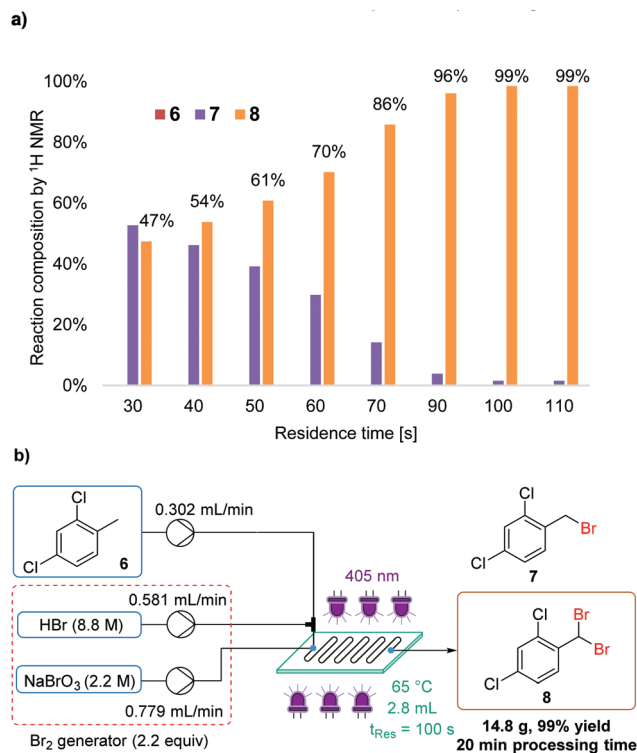 a)
100%
80%
60%
40%
20%
0%
Reaction composition by ¹H NMR
6 7 8
47%
54%
61%
70%
86%
96%
99%
99%
30 40 50 60 70 90 100 110
Residence time [s]
b)
Cl
Cl
6
0.302 mL/min
HBr (8.8 M)
0.581 mL/min
NaBrO₃ (2.2 M)
0.779 mL/min
Br₂ generator (2.2 equiv)
405 nm
65 °C
2.8 mL
tRes = 100 s
Cl
Br
Cl
7
Cl
Br
Br
Cl
8
14.8 g, 99% yield
20 min processing time